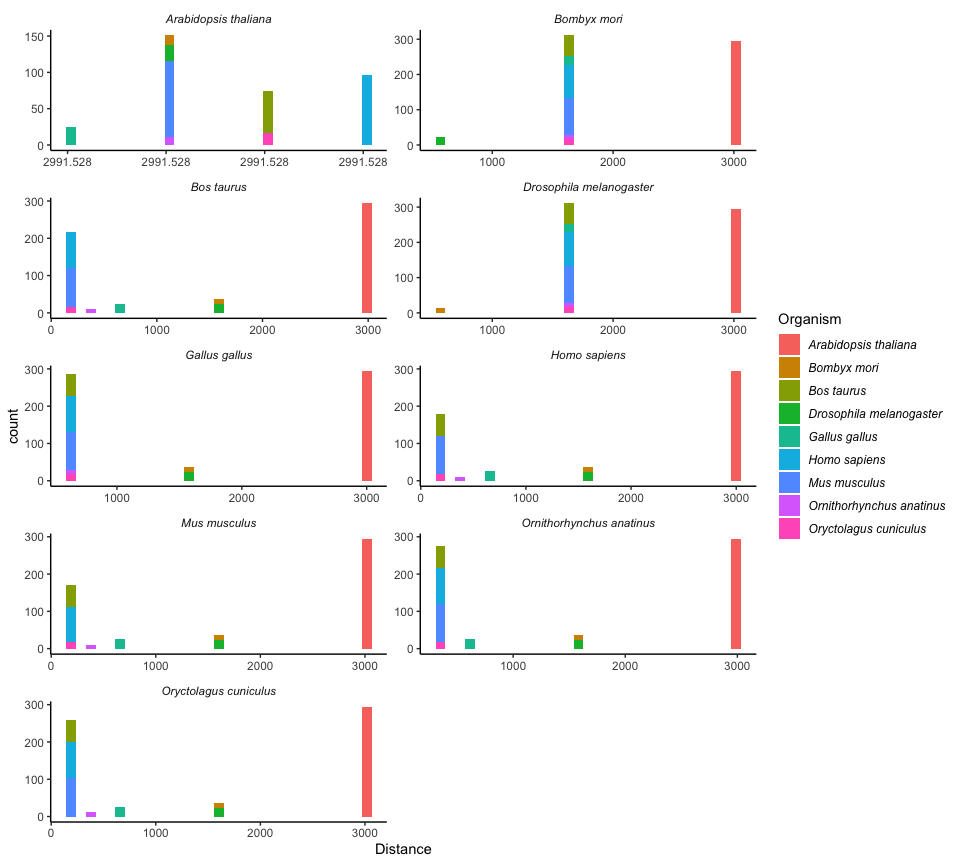 Arabidopsis thaliana
150
100
50
0
2991.528 2991.528 2991.528 2991.528
Bombyx mori
300
200
100
0
1000 2000 3000
Bos taurus
300
200
100
0
0 1000 2000 3000
Drosophila melanogaster
300
200
100
0
1000 2000 3000
Gallus gallus
300
200
100
0
1000 2000 3000
Homo sapiens
300
200
100
0
0 1000 2000 3000
Mus musculus
300
200
100
0
0 1000 2000 3000
Ornithorhynchus anatinus
300
200
100
0
1000 2000 3000
Oryctolagus cuniculus
300
200
100
0
0 1000 2000 3000
count
Distance
Organism
Arabidopsis thaliana
Bombyx mori
Bos taurus
Drosophila melanogaster
Gallus gallus
Homo sapiens
Mus musculus
Ornithorhynchus anatinus
Oryctolagus cuniculus